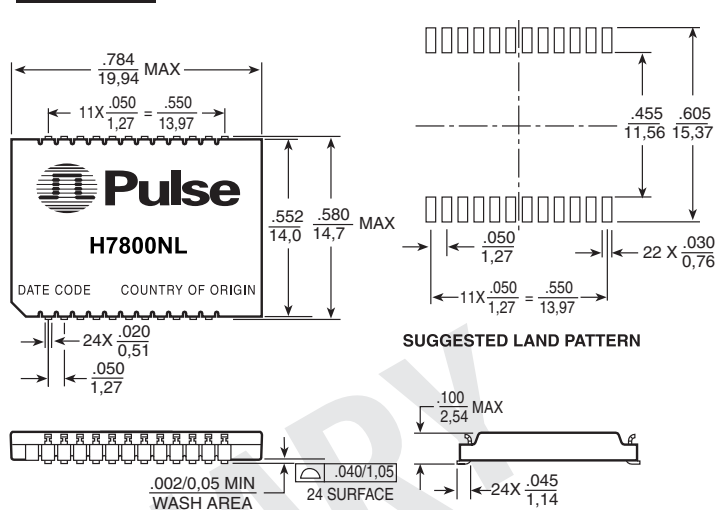 .784
19,94 MAX
11X .050 = .550
1,27 13,97
Pulse
H7800NL
DATE CODE COUNTRY OF ORIGIN
.552
14,0
.580
14,7 MAX
24X .020
0,51
.050
1,27
.455
11,56
.605
15,37
.050
1,27
22 X .030
0,76
11X .050 = .550
1,27 13,97
SUGGESTED LAND PATTERN
.002/0,05 MIN
WASH AREA
.040/1,05
24 SURFACE
.100
2,54 MAX
24X .045
1,14